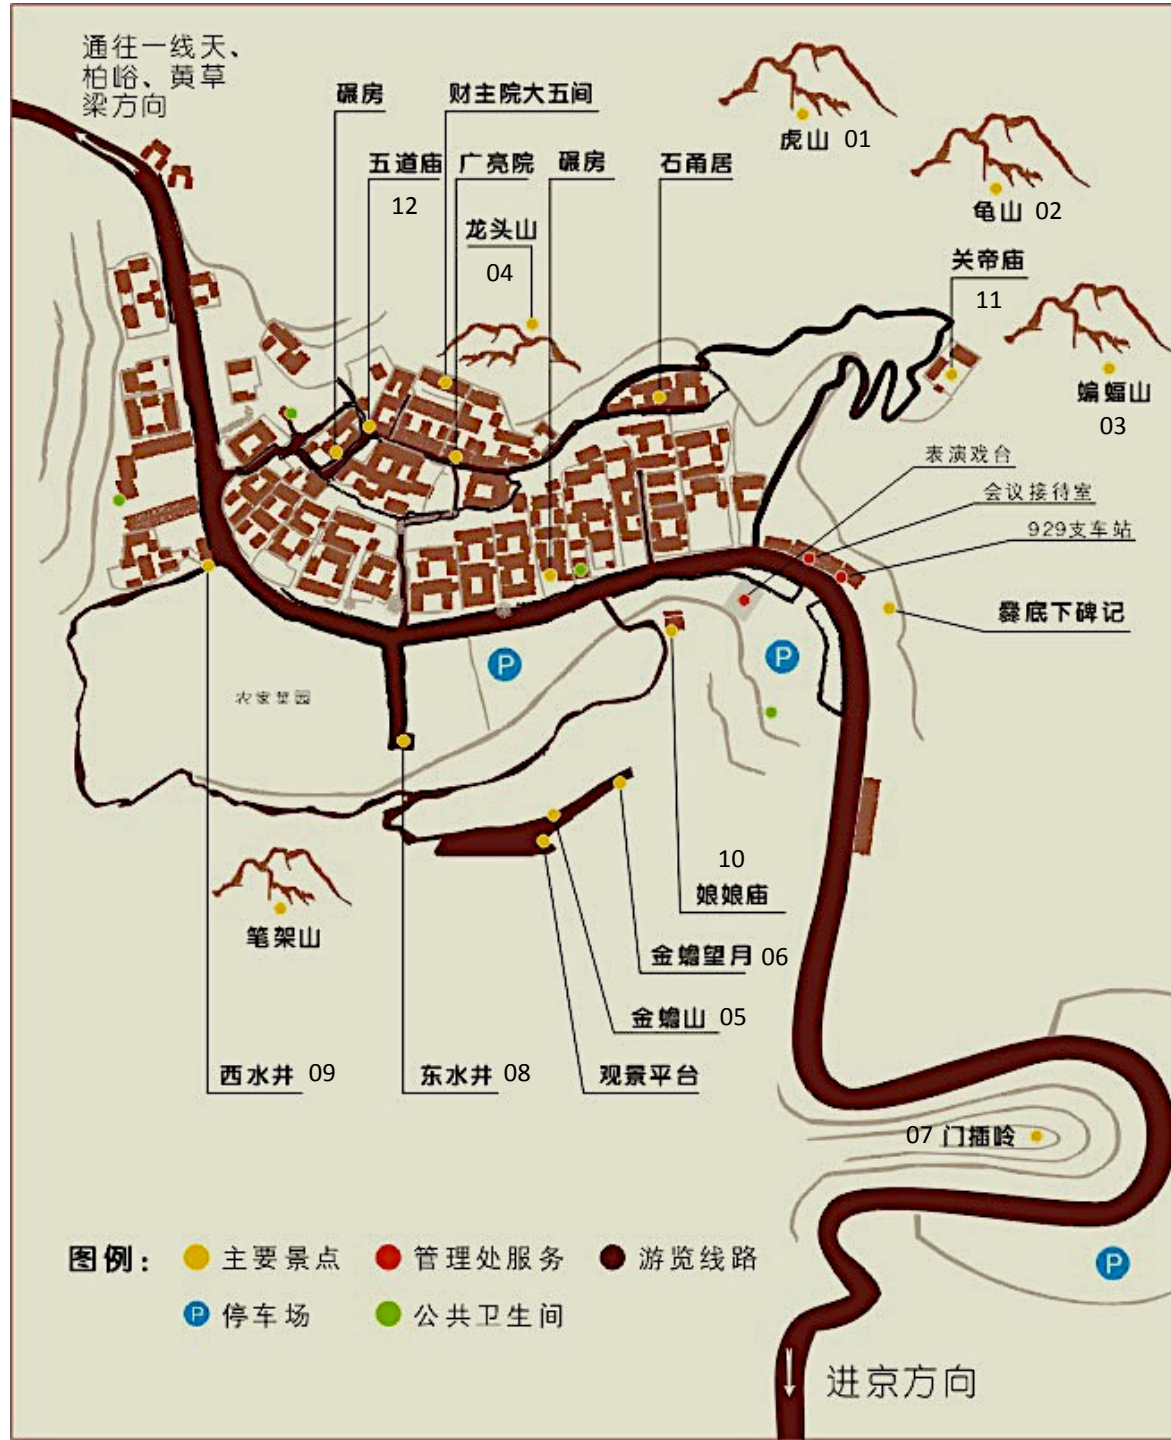 通往一线天、
柏峪、黄草
梁方向
碾房
财主院大五间
虎山 01
五道庙
12
广亮院
碾房
石甬居
龟山 02
龙头山
04
关帝庙
11
蝙蝠山
03
表演戏台
会议接待室
929支车站
爨底下碑记
P
P
农家菜园
笔架山
10
娘娘庙
金蟾望月 06
金蟾山 05
西水井 09
东水井 08
观景平台
07 门插岭
图例：
主要景点
管理处服务
游览线路
P 停车场
公共卫生间
P
进京方向